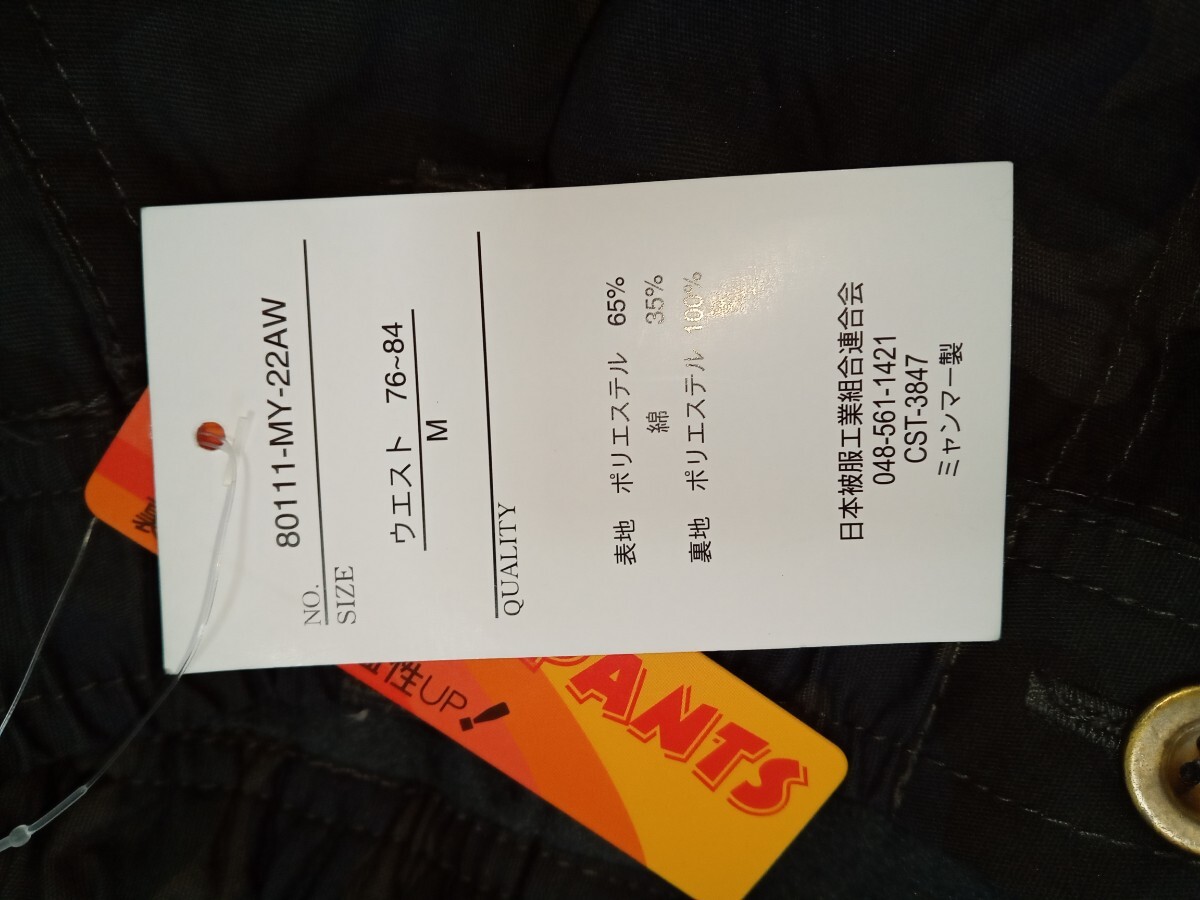 NO. 80111-MY-22AW
SIZE
ウエスト 76~84
M
QUALITY
表地 ポリエステル 65%
綿 35%
裏地 ポリエステル 100%
日本被服工業組合連合会
048-561-1421
CST-3847
ミャンマー製
性UP!
PANTS